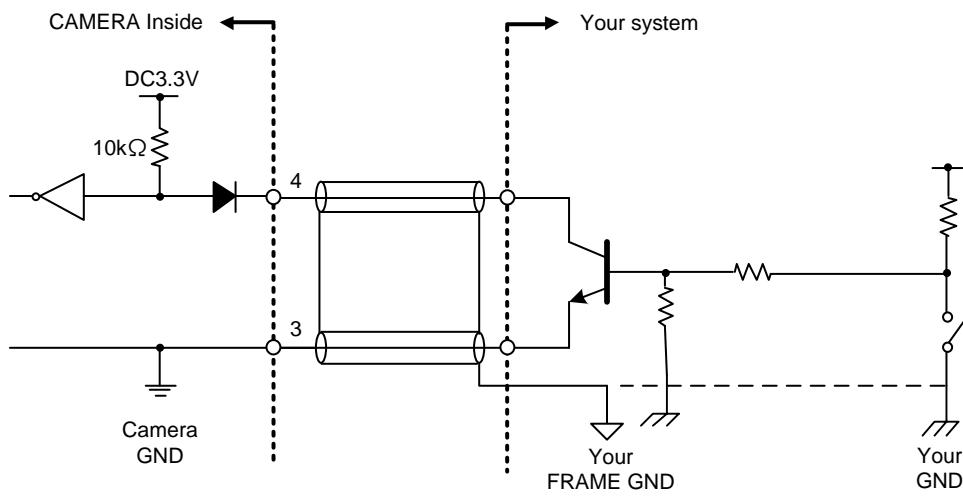 CAMERA Inside
Your system
DC3.3V
10kΩ
4
3
Camera
GND
Your
FRAME GND
Your
GND